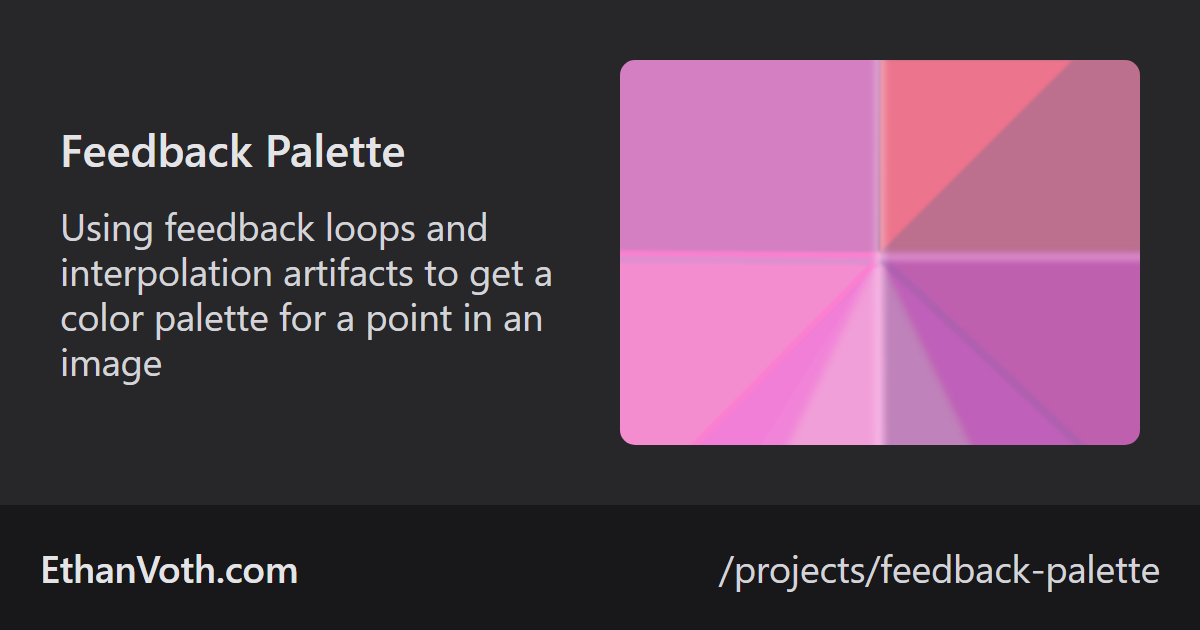 Feedback Palette
Using feedback loops and
interpolation artifacts to get a
color palette for a point in an
image
EthanVoth.com
/projects/feedback-palette